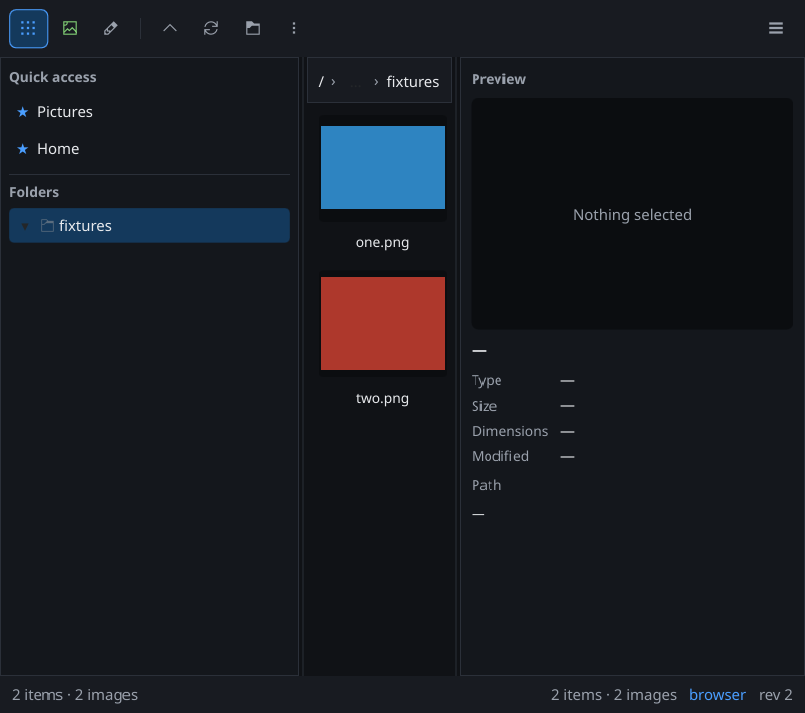 Quick access
★ Pictures
★ Home
Folders
fixtures
/ › ... › fixtures
one.png
two.png
Preview
Nothing selected
—
Type —
Size —
Dimensions —
Modified —
Path
—
2 items · 2 images
2 items · 2 images browser rev 2